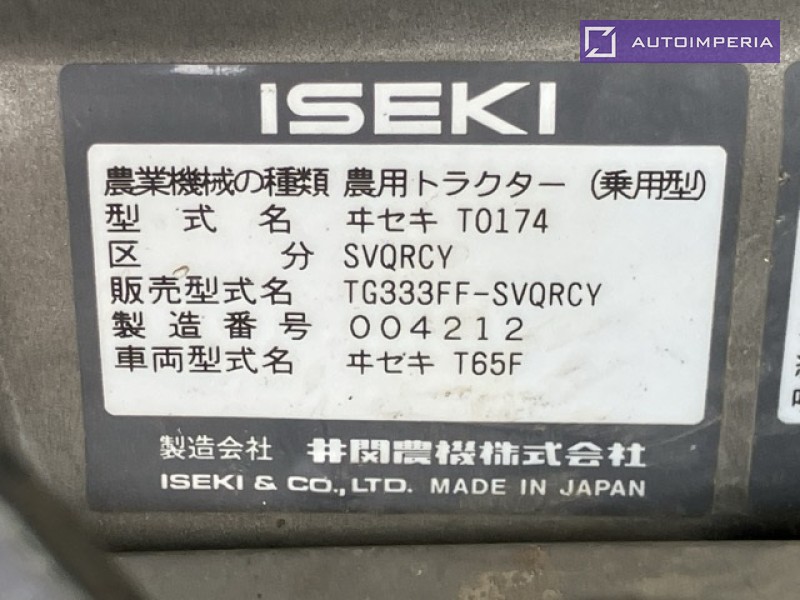 AUTOIMPERIA
ISEKI
農業機械の種類 農用トラクター (乗用型)
型式名 ヰセキ T0174
区分 SVQRCY
販売型式名 TG333FF-SVQRCY
製造番号 004212
車両型式名 ヰセキ T65F
製造会社 井関農機株式会社
ISEKI & CO., LTD. MADE IN JAPAN